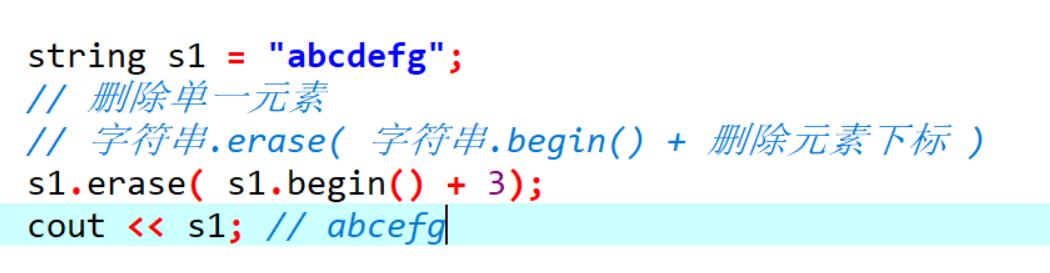 string s1 = "abcdefg";
// 删除单一元素
// 字符串.erase( 字符串.begin() + 删除元素下标 )
s1.erase( s1.begin() + 3);
cout << s1; // abcefg